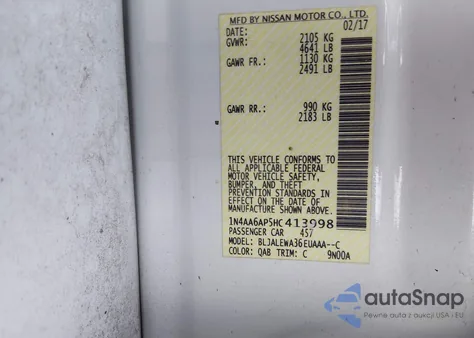 MFD BY NISSAN MOTOR CO., LTD.
DATE: 02/17
GVWR: 2105 KG
4641 LB
GAWR FR.: 1130 KG
2491 LB
GAWR RR.: 990 KG
2183 LB
THIS VEHICLE CONFORMS TO
ALL APPLICABLE FEDERAL
MOTOR VEHICLE SAFETY,
BUMPER, AND THEFT
PREVENTION STANDARDS IN
EFFECT ON THE DATE OF
MANUFACTURE SHOWN ABOVE.
1N4AA6AP5HC413998
PASSENGER CAR 457
MODEL: BLJALEWA36EUAAA--C
COLOR: QAB TRIM: C 9N00A
autoSnap
Pewne auta z USA i EU